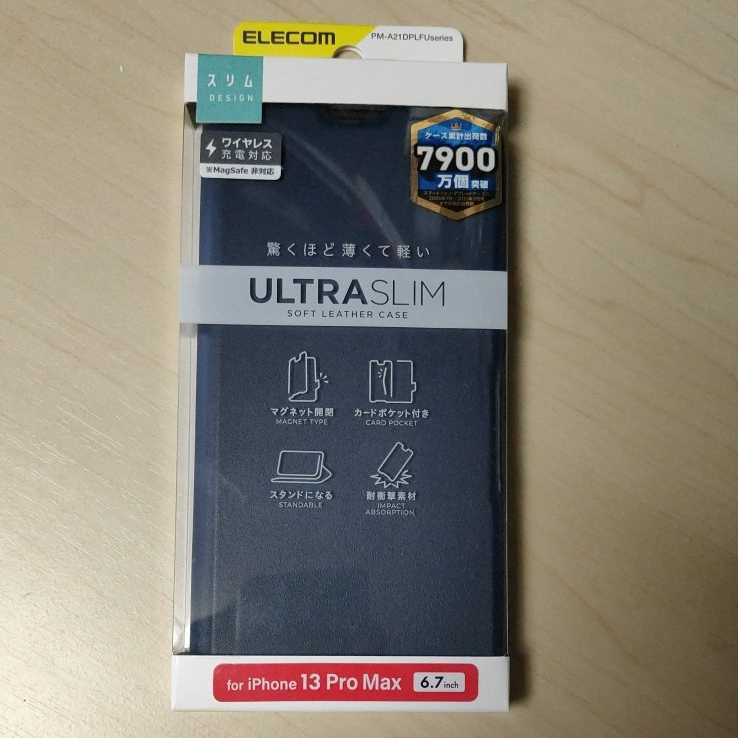 ELECOM
PM-A21DPLFUseries
スリム
DESIGN
ワイヤレス
充電対応
※MagSafe 非対応
ケース累計出荷数
7900
万個突破
驚くほど薄くて軽い
ULTRASLIM
SOFT LEATHER CASE
マグネット開閉
MAGNET TYPE
カードポケット付き
CARD POCKET
スタンドになる
STANDABLE
耐衝撃素材
IMPACT
ABSORPTION
for iPhone 13 Pro Max 6.7inch